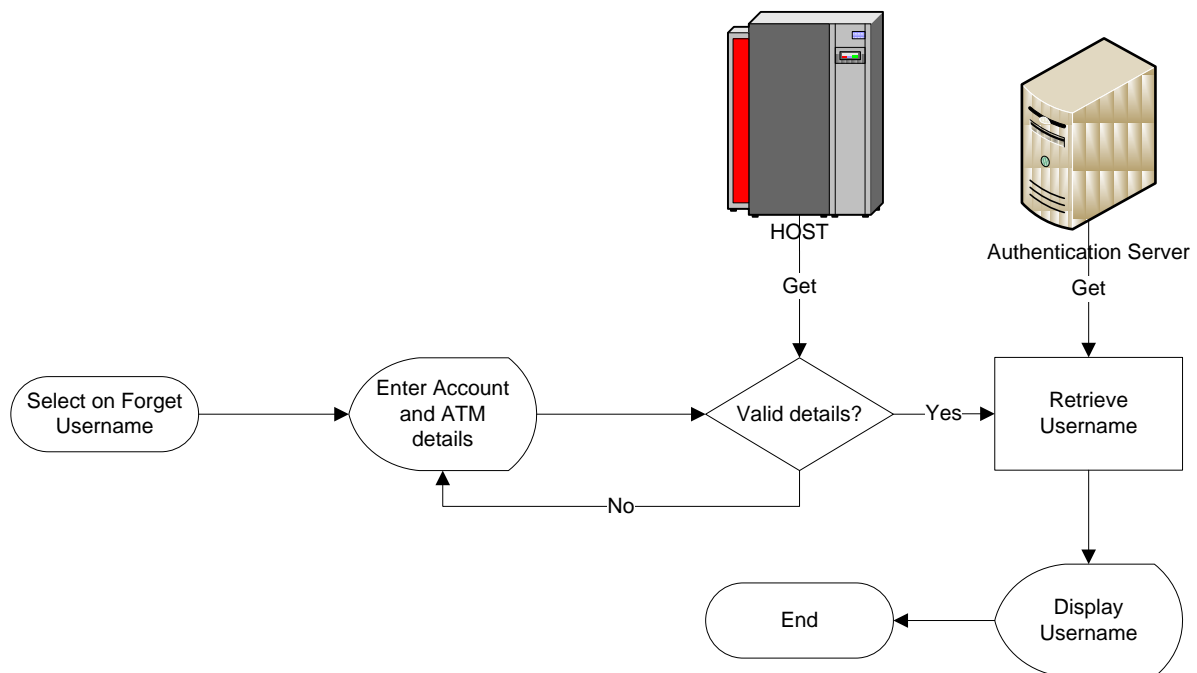 HOST
Authentication Server
Get
Get
Select on Forget
Username
Enter Account
and ATM
details
Valid details?
Yes
Retrieve
Username
No
End
Display
Username